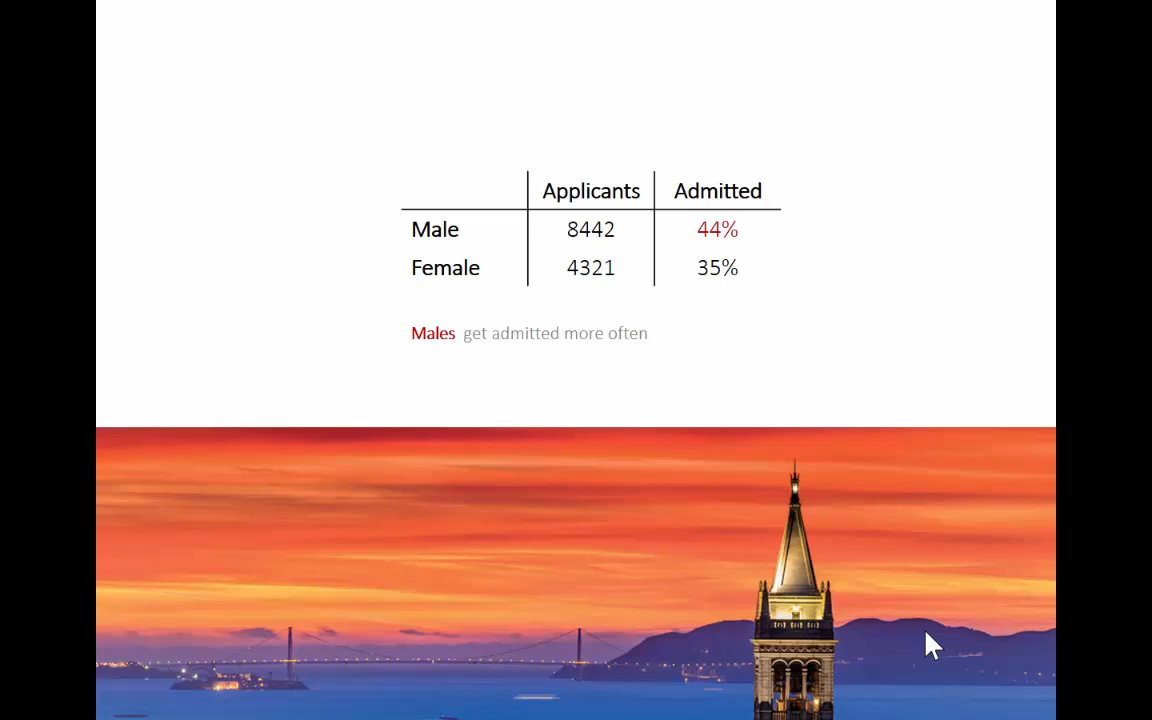 Applicants Admitted
Male 8442 44%
Female 4321 35%
Males get admitted more often